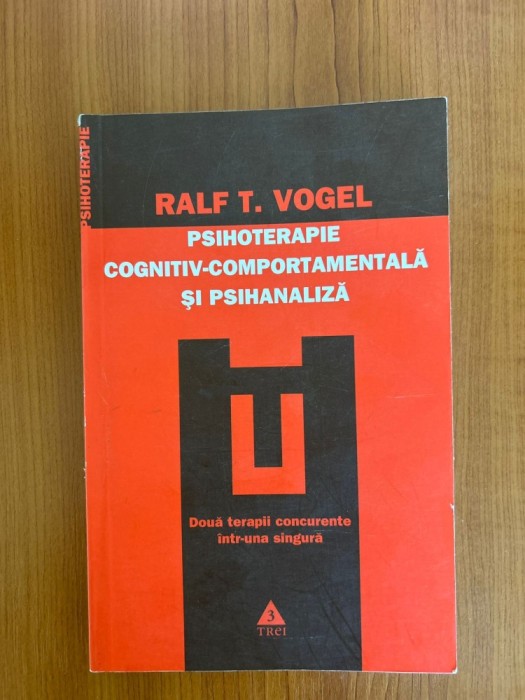 PSIHOTERAPIE
RALF T. VOGEL
PSIHOTERAPIE
COGNITIV-COMPORTAMENTALĂ
ŞI PSIHANALIZĂ
Două terapii concurente
într-una singură
3
TREI